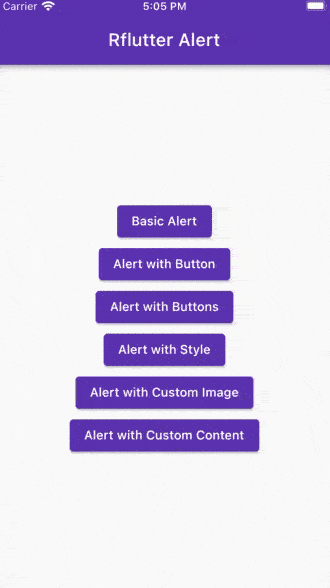 Carrier 5:05 PM
Rflutter Alert
Basic Alert
Alert with Button
Alert with Buttons
Alert with Style
Alert with Custom Image
Alert with Custom Content